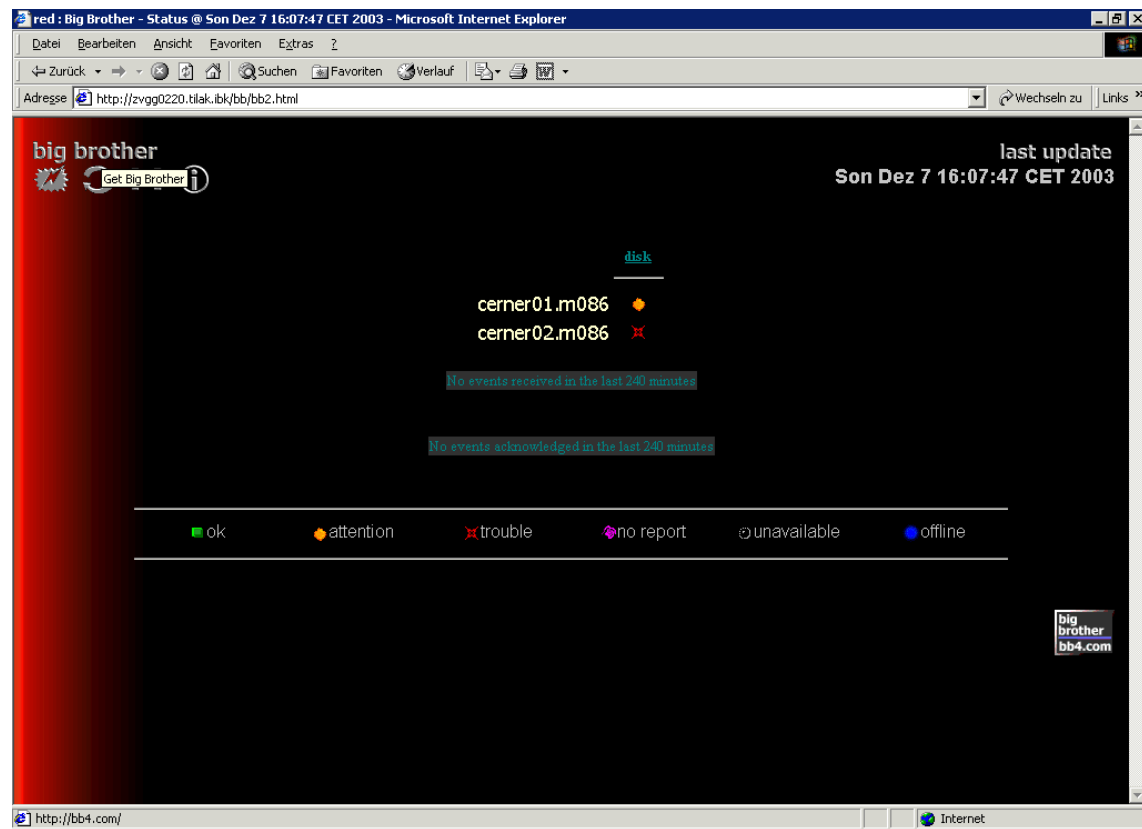 red : Big Brother - Status @ Son Dez 7 16:07:47 CET 2003 - Microsoft Internet Explorer
Datei Bearbeiten Ansicht Favoriten Extras ?
Zurück Suchen Favoriten Verlauf
Adresse http://zvgg0220.tilak.ibk/bb/bb2.html Wechseln zu Links »
big brother
Get Big Brother
last update
Son Dez 7 16:07:47 CET 2003
disk
cerner01.m086
cerner02.m086
No events received in the last 240 minutes
No events acknowledged in the last 240 minutes
ok attention trouble no report unavailable offline
big
brother
bb4.com
http://bb4.com/ Internet